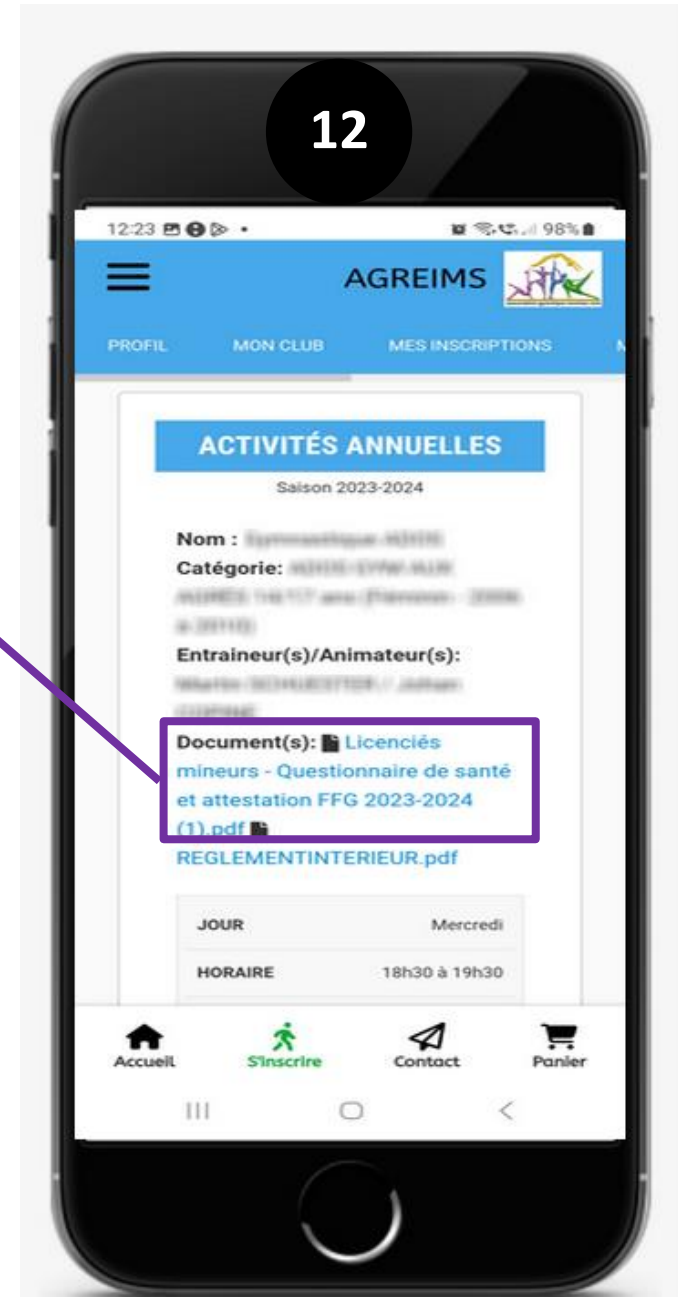 12
12:23 98%
AGREIMS
PROFIL MON CLUB MES INSCRIPTIONS
ACTIVITÉS ANNUELLES
Saison 2023-2024
Nom :
Catégorie:
Entraineur(s)/Animateur(s):
Document(s): Licenciés
mineurs - Questionnaire de santé
et attestation FFG 2023-2024
(1).pdf
REGLEMENTINTERIEUR.pdf
JOUR Mercredi
HORAIRE 18h30 à 19h30
Accueil S'inscrire Contact Panier